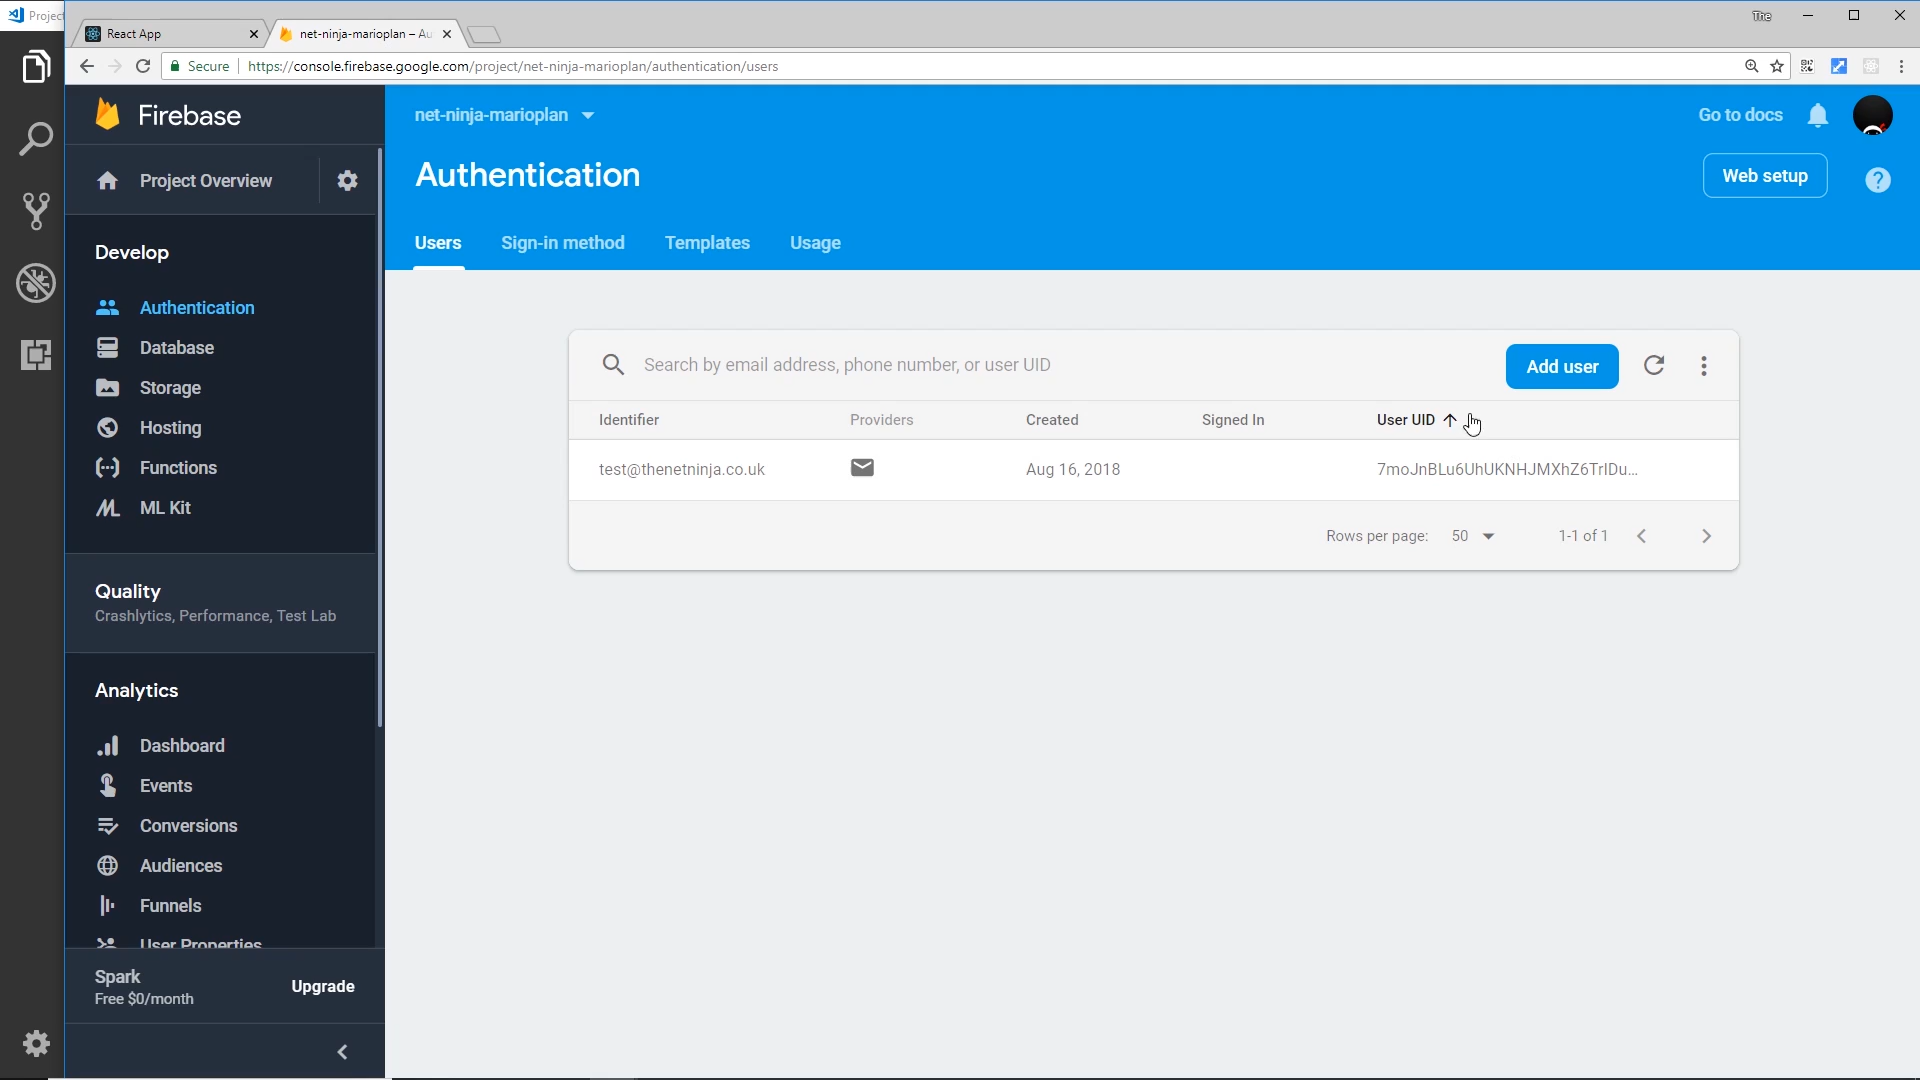 Project
The
React App
net-ninja-marioplan – Au
Secure
https://console.firebase.google.com/project/net-ninja-marioplan/authentication/users
Firebase
net-ninja-marioplan
Go to docs
Project Overview
Authentication
Web setup
?
Users
Sign-in method
Templates
Usage
Develop
Authentication
Database
Storage
Hosting
Functions
ML Kit
Quality
Crashlytics, Performance, Test Lab
Analytics
Dashboard
Events
Conversions
Audiences
Funnels
User Properties
Spark
Free $0/month
Upgrade
Search by email address, phone number, or user UID
Add user
Identifier
Providers
Created
Signed In
User UID
test@thenetninja.co.uk
Aug 16, 2018
7moJnBLu6UhUKNHJMXhZ6TrIDu...
Rows per page:
50
1-1 of 1